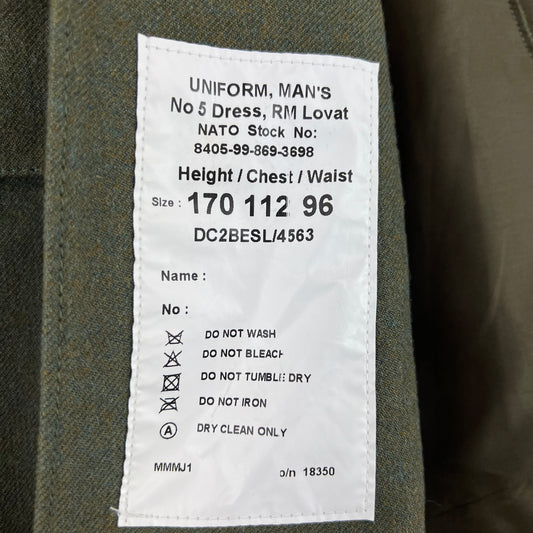 UNIFORM, MAN'S
No 5 Dress, RM Lovat
NATO Stock No:
8405-99-869-3698
Height / Chest / Waist
Size : 170 112 96
DC2BESL/4563
Name :
No :
DO NOT WASH
DO NOT BLEACH
DO NOT TUMBLE DRY
DO NOT IRON
A DRY CLEAN ONLY
MMMJ1 o/n 18350